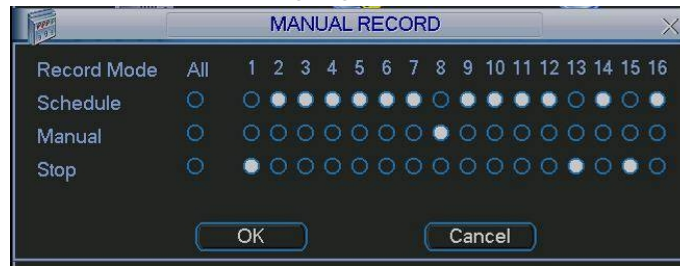 MANUAL RECORD
Record Mode All 1 2 3 4 5 6 7 8 9 10 11 12 13 14 15 16
Schedule
Manual
Stop
OK Cancel